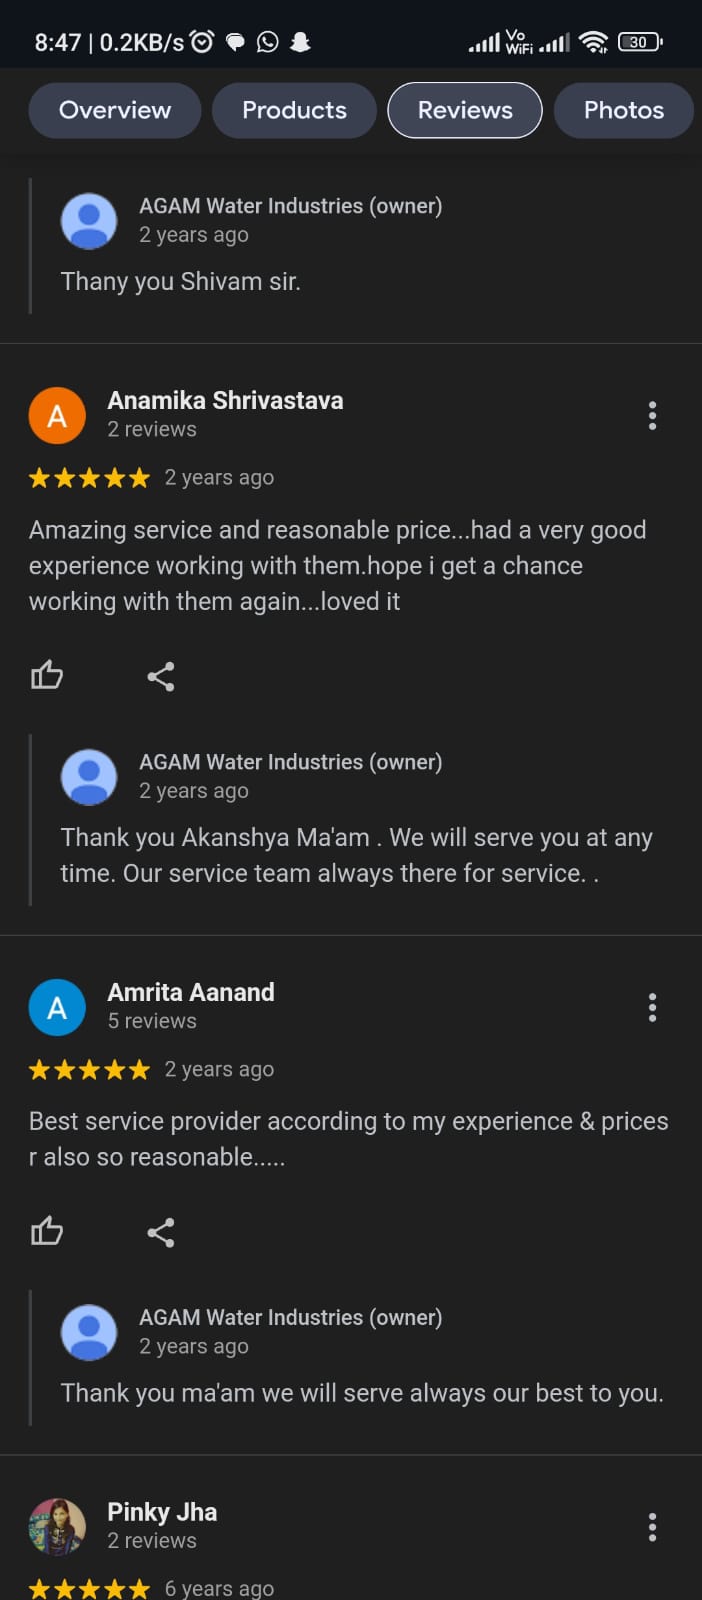 8:47 | 0.2KB/s
Vo
WiFi
30
Overview
Products
Reviews
Photos
AGAM Water Industries (owner)
2 years ago
Thany you Shivam sir.
A
Anamika Shrivastava
2 reviews
2 years ago
Amazing service and reasonable price...had a very good
experience working with them.hope i get a chance
working with them again...loved it
AGAM Water Industries (owner)
2 years ago
Thank you Akanshya Ma'am . We will serve you at any
time. Our service team always there for service. .
A
Amrita Aanand
5 reviews
2 years ago
Best service provider according to my experience & prices
r also so reasonable.....
AGAM Water Industries (owner)
2 years ago
Thank you ma'am we will serve always our best to you.
Pinky Jha
2 reviews
6 years ago